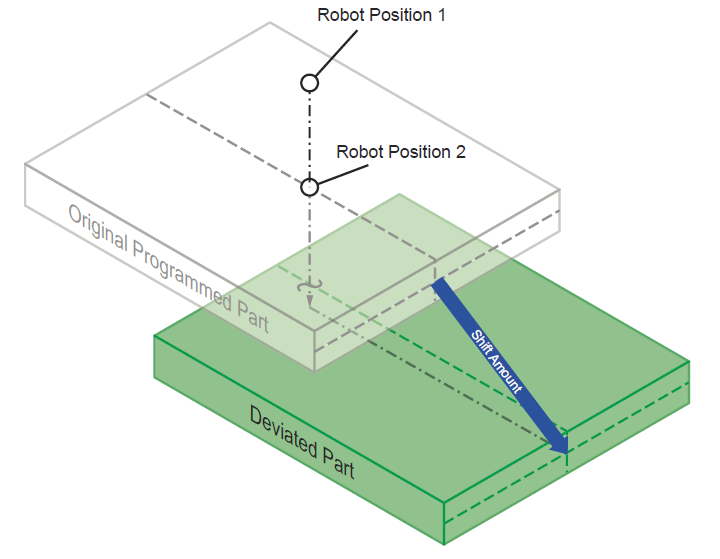 Robot Position 1
Robot Position 2
Original Programmed Part
Shift Amount
Deviated Part